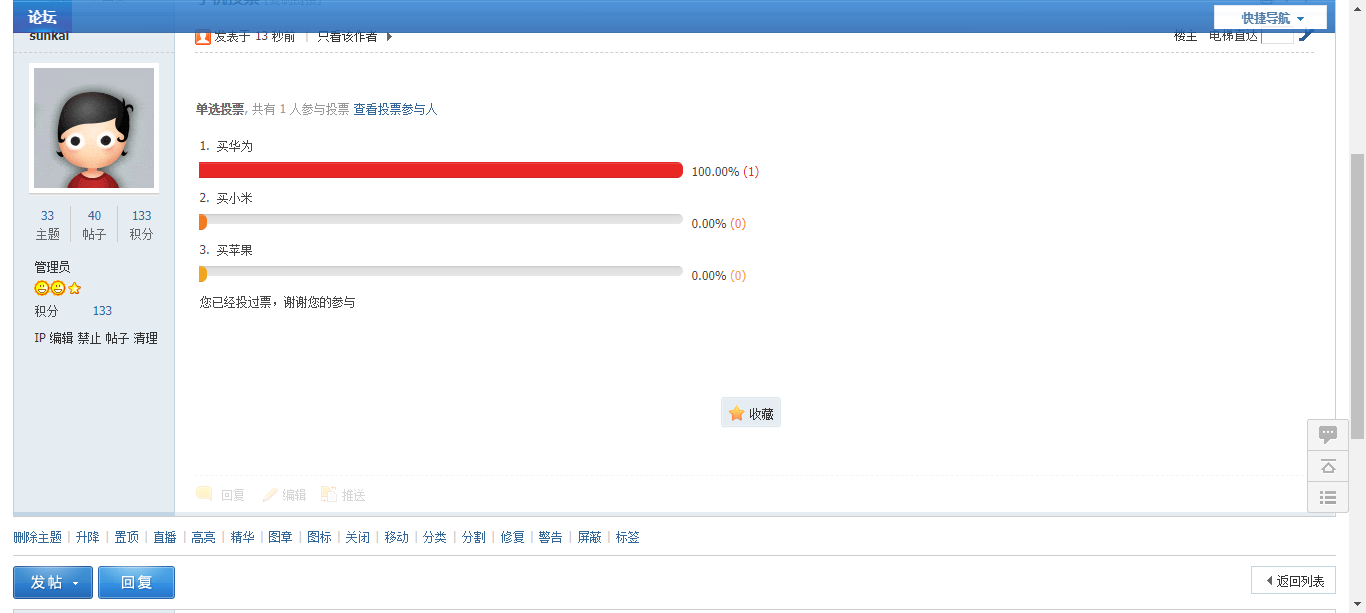 论坛
快捷导航
sunkai
发表于 13 秒前 | 只看该作者
楼主 电梯直达
单选投票, 共有 1 人参与投票 查看投票参与人
1. 买华为
100.00% (1)
2. 买小米
0.00% (0)
3. 买苹果
0.00% (0)
您已经投过票，谢谢您的参与
33 40 133
主题 帖子 积分
管理员
积分 133
IP 编辑 禁止 帖子 清理
收藏
回复 编辑 推送
删除主题 | 升降 | 置顶 | 直播 | 高亮 | 精华 | 图章 | 图标 | 关闭 | 移动 | 分类 | 分割 | 修复 | 警告 | 屏蔽 | 标签
发帖 回复
返回列表